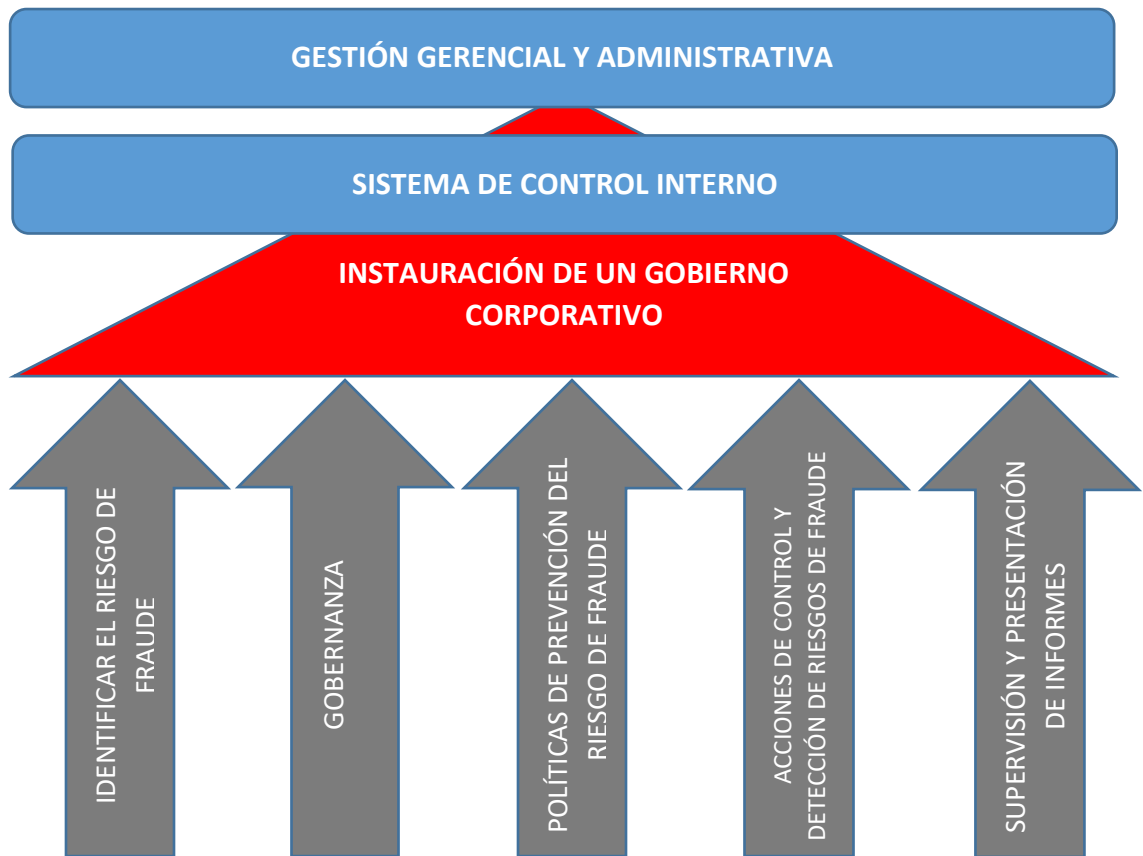 GESTIÓN GERENCIAL Y ADMINISTRATIVA
SISTEMA DE CONTROL INTERNO
INSTAURACIÓN DE UN GOBIERNO
CORPORATIVO
IDENTIFICAR EL RIESGO DE
FRAUDE
GOBERNANZA
POLÍTICAS DE PREVENCIÓN DEL
RIESGO DE FRAUDE
ACCIONES DE CONTROL Y
DETECCIÓN DE RIESGOS DE FRAUDE
SUPERVISIÓN Y PRESENTACIÓN
DE INFORMES